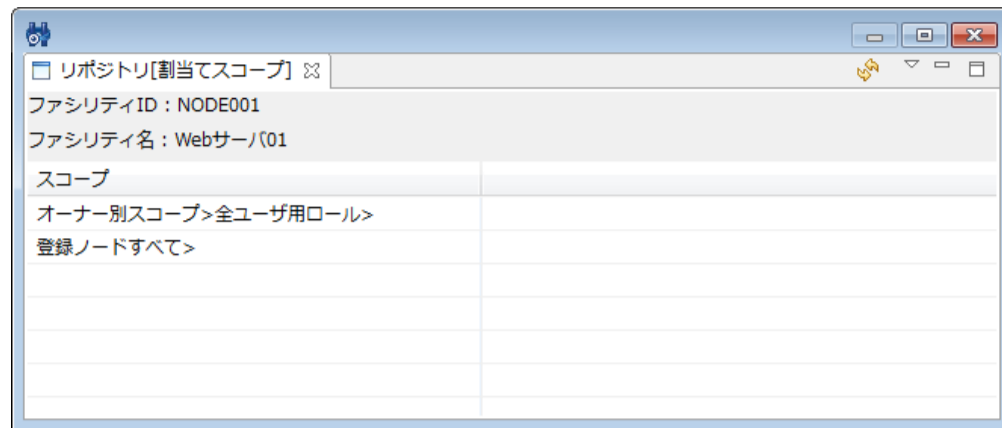 リポジトリ[割当てスコープ]
ファシリティID : NODE001
ファシリティ名 : Webサーバ01
スコープ
オーナー別スコープ>全ユーザ用ロール>
登録ノードすべて>